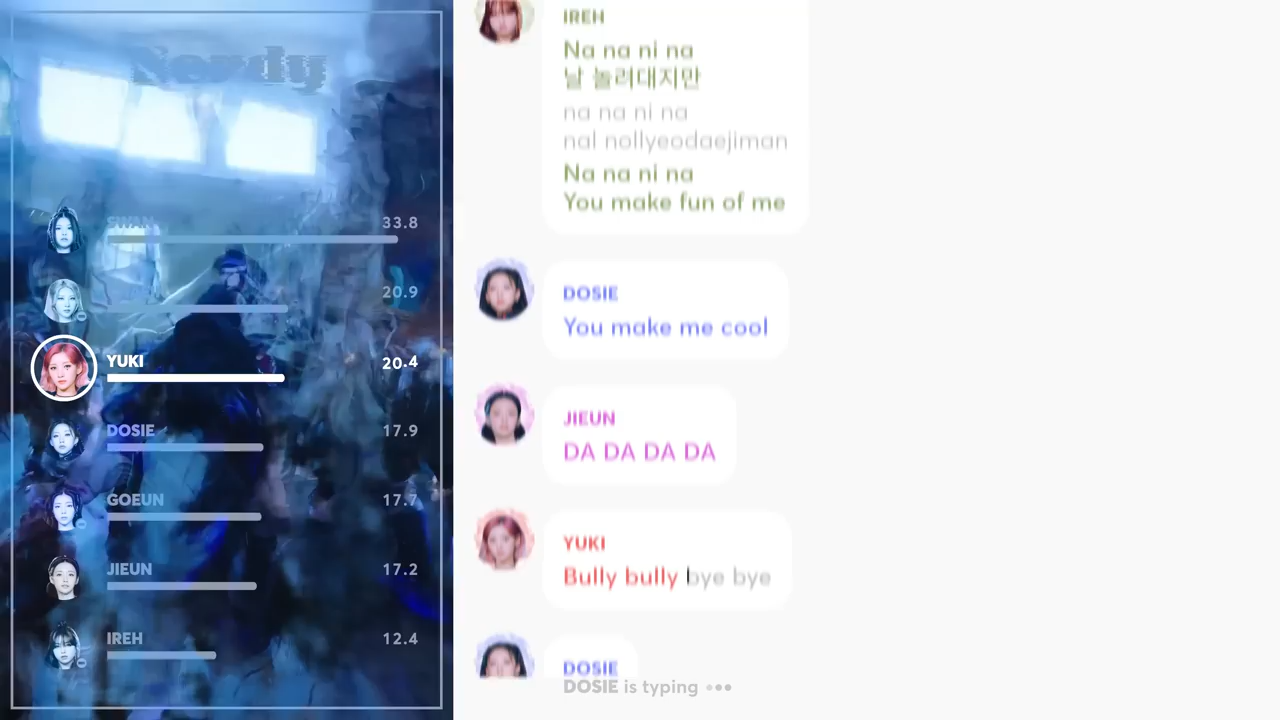 Nerdy
SWAN
33.8
20.9
YUKI
20.4
DOSIE
17.9
GOEUN
17.7
JIEUN
17.2
IREH
12.4
IREH
Na na ni na
날 놀려대지만
na na ni na
nal nollyeodaejiman
Na na ni na
You make fun of me
DOSIE
You make me cool
JIEUN
DA DA DA DA
YUKI
Bully bully bye bye
DOSIE
DOSIE is typing